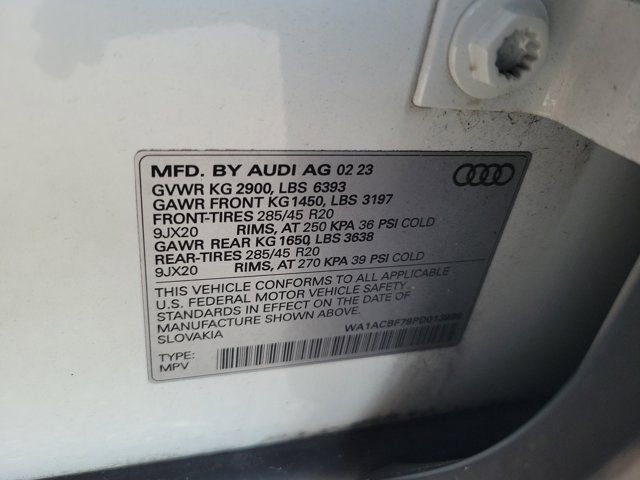 MFD. BY AUDI AG 02 23
GVWR KG 2900, LBS 6393
GAWR FRONT KG1450, LBS 3197
FRONT-TIRES 285/45 R20
9JX20 RIMS, AT 250 KPA 36 PSI COLD
GAWR REAR KG 1650, LBS 3638
REAR-TIRES 285/45 R20
9JX20 RIMS, AT 270 KPA 39 PSI COLD
THIS VEHICLE CONFORMS TO ALL APPLICABLE
U.S. FEDERAL MOTOR VEHICLE SAFETY
STANDARDS IN EFFECT ON THE DATE OF
MANUFACTURE SHOWN ABOVE.
SLOVAKIA
TYPE:
MPV